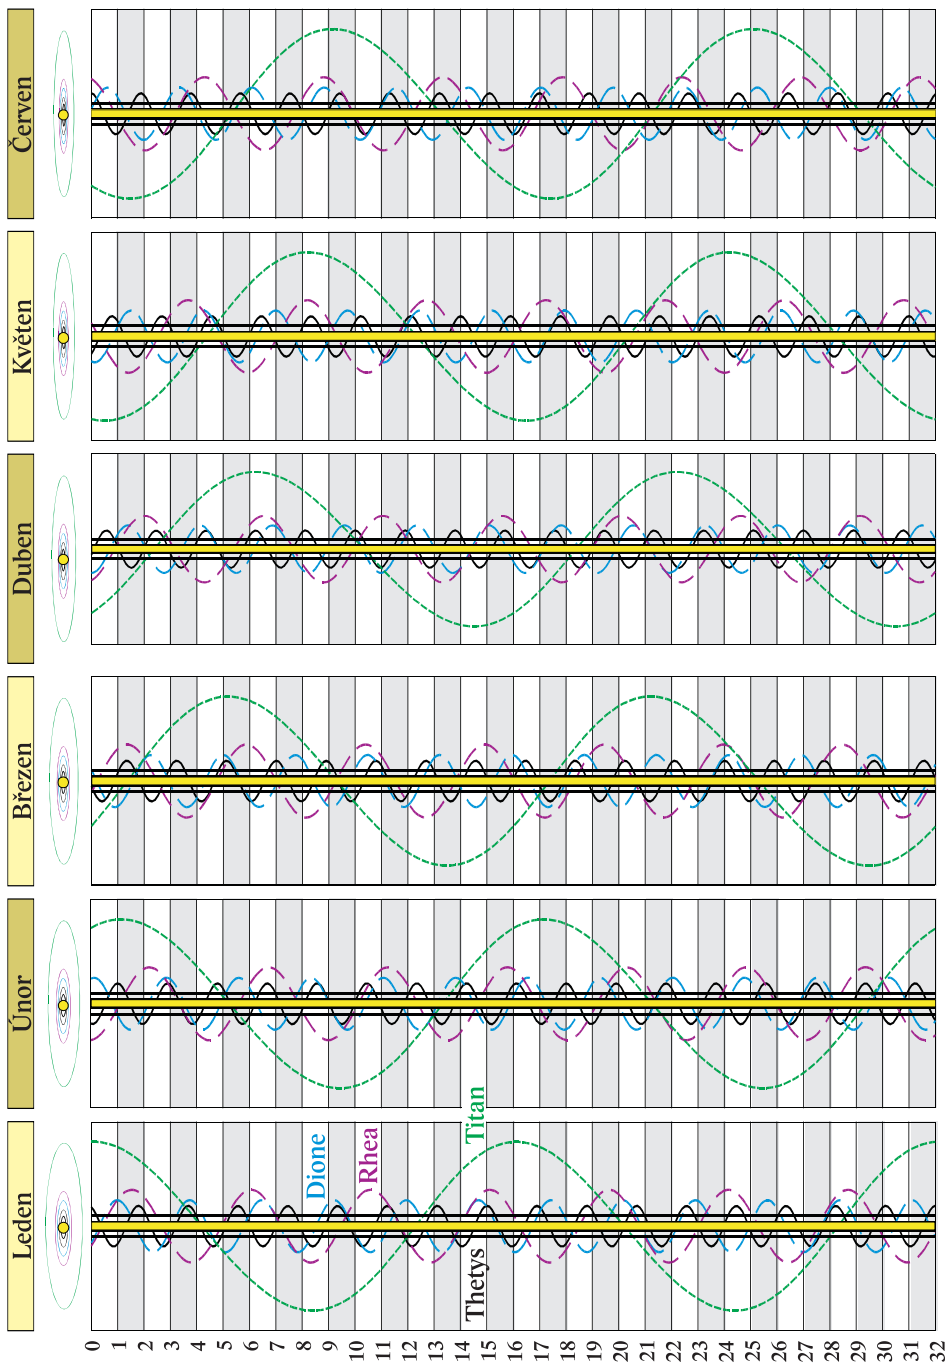 Červen
Květen
Duben
Březen
Únor
Leden
Dione
Rhea
Titan
Thetys
0 1 2 3 4 5 6 7 8 9 10 11 12 13 14 15 16 17 18 19 20 21 22 23 24 25 26 27 28 29 30 31 32